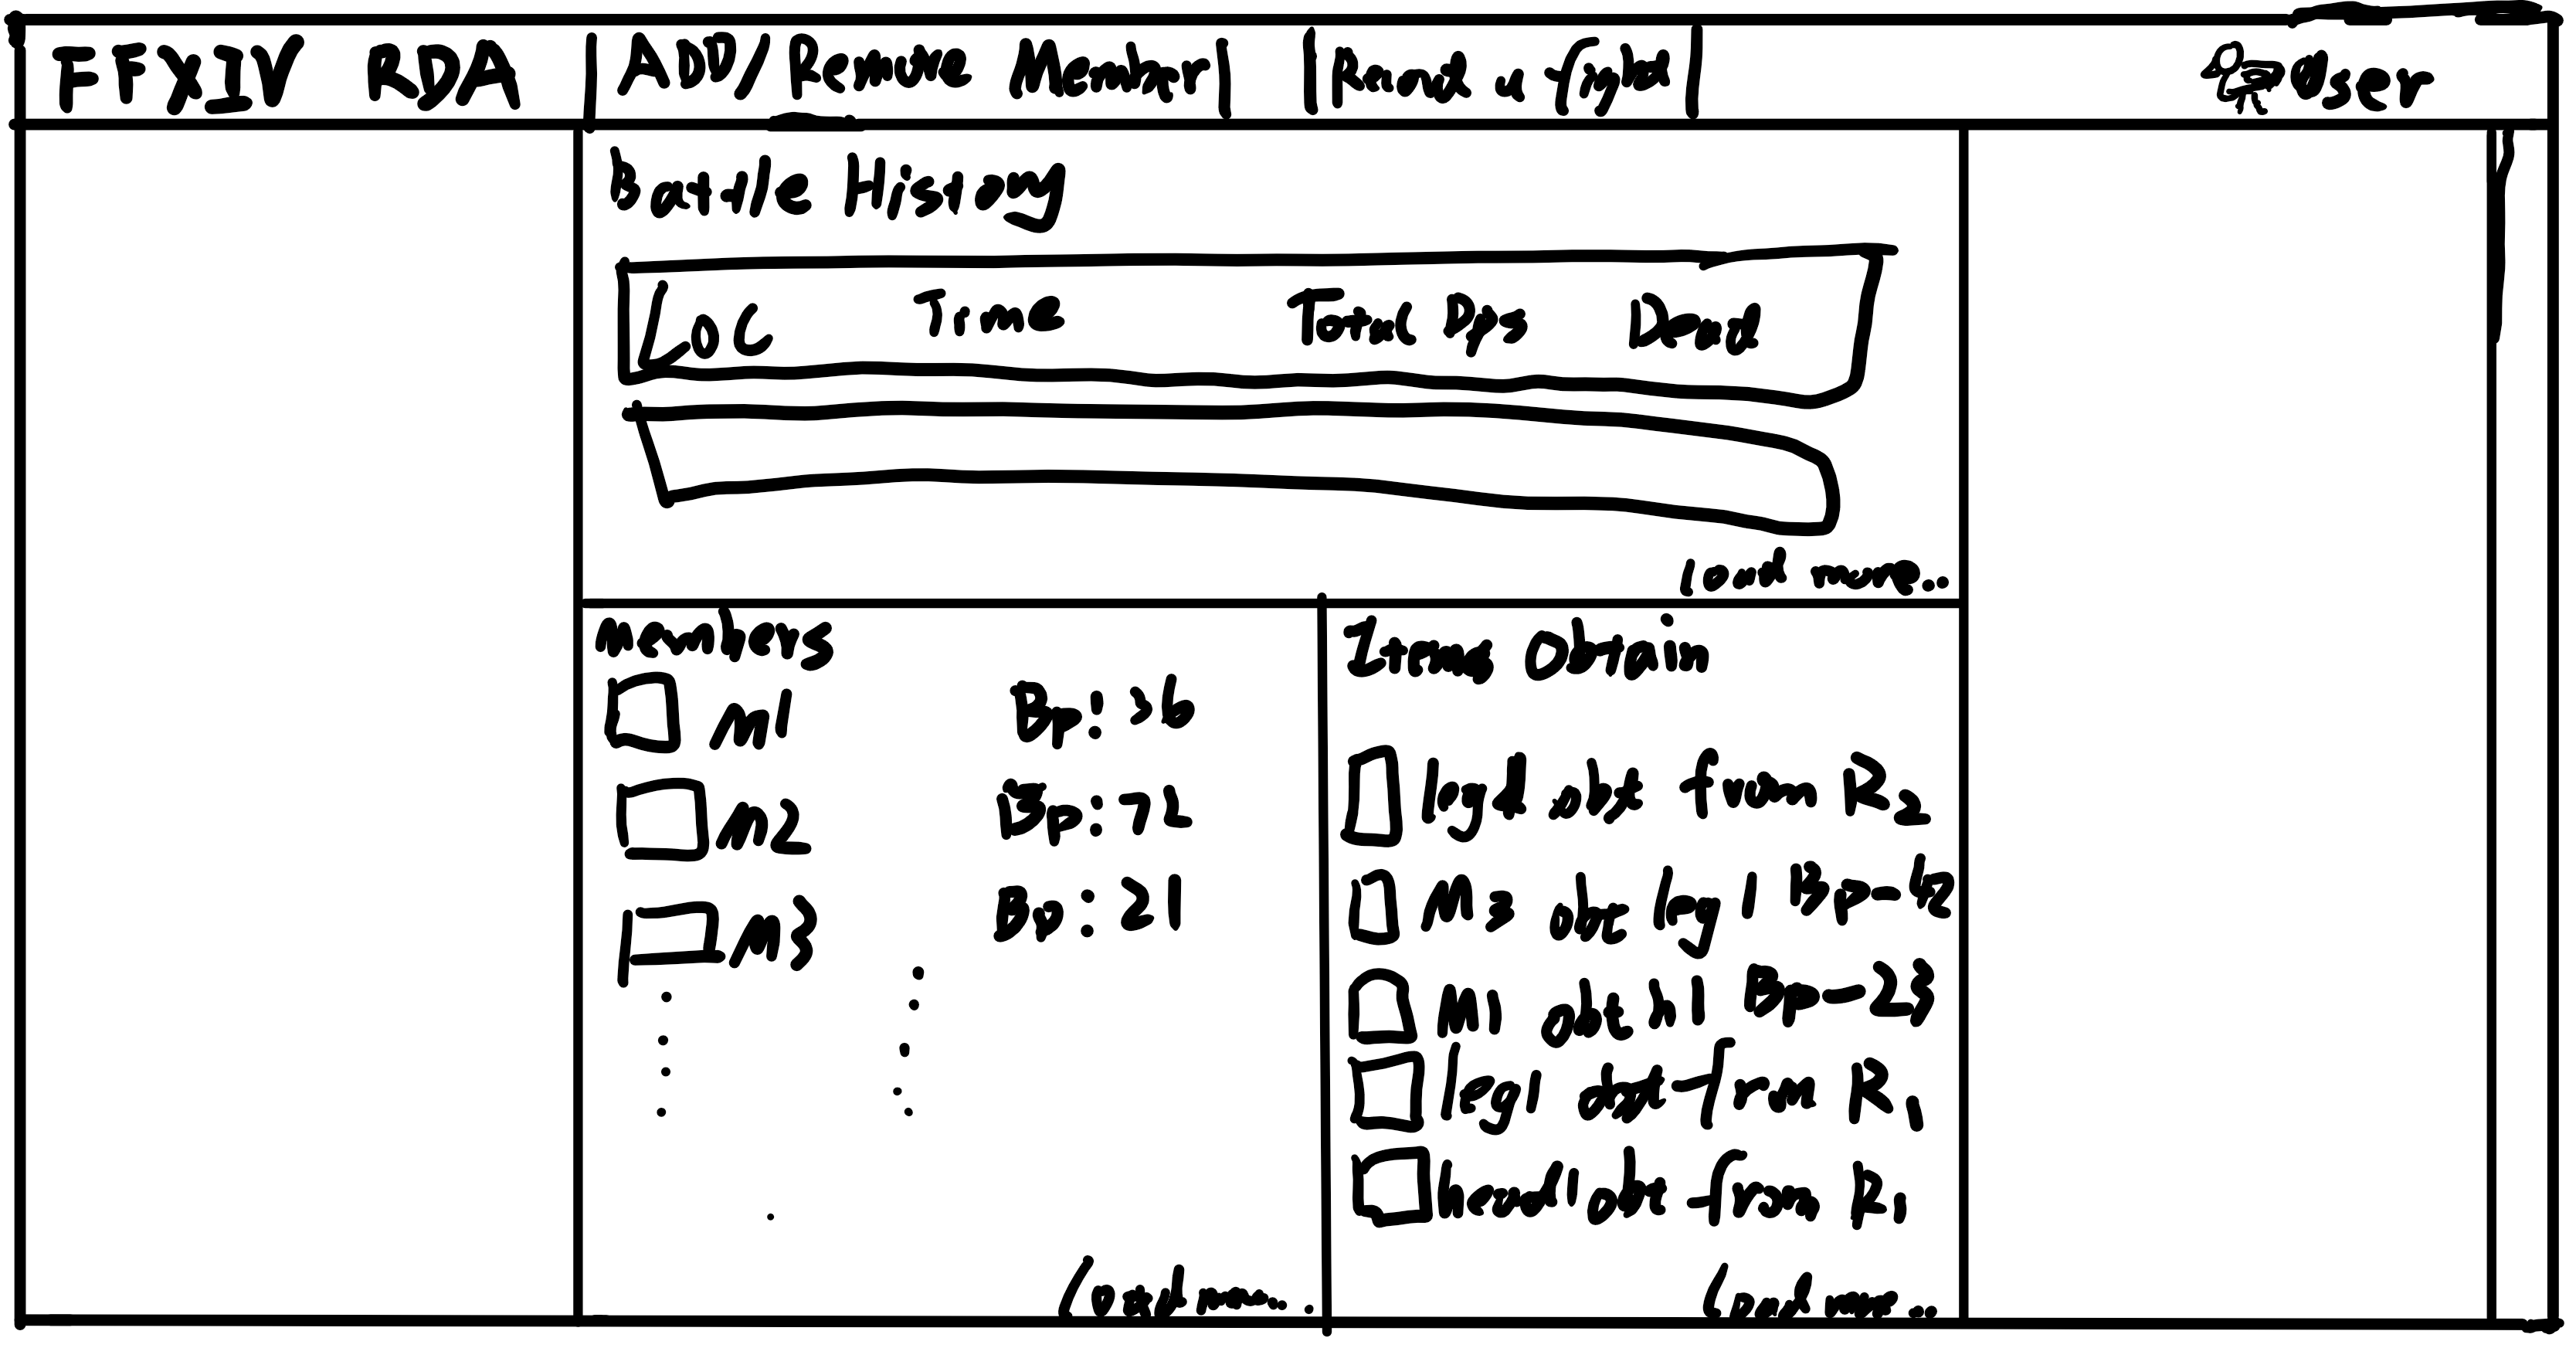 FFXIV RDA
ADD/Remove Member
Record a fight
User
Battle History
Loc Time Total Dps Dead
load more..
Members
M1 Bp: 36
M2 Bp: 72
M3 Bp: 21
Load
Items Obtain
leg1 obt from R2
M3 obt leg1 Bp-42
M1 obt h1 Bp-23
leg1 obt from R1
head1 obt from R1
Load more..